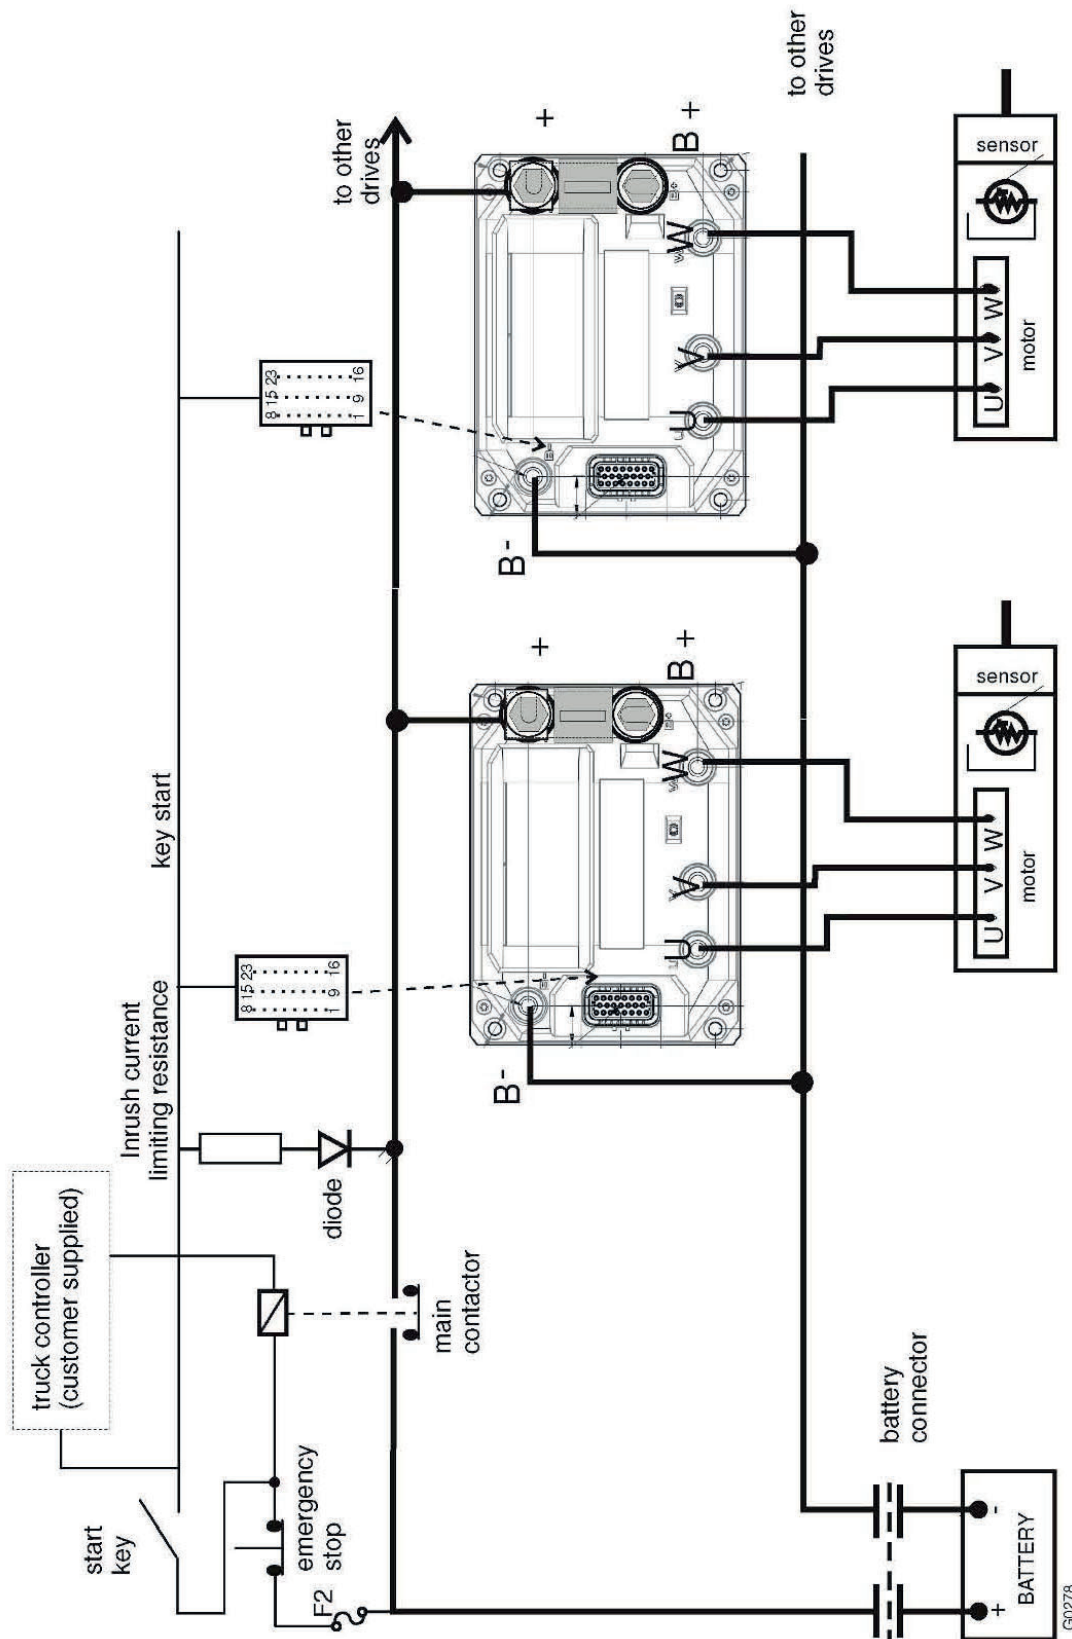 truck controller
(customer supplied)
start
key
Inrush current
limiting resistance
key start
8 15 23
1 9 16
8 15 23
1 9 16
emergency
stop
F2
diode
to other
drives
main
contactor
B-
+
B-
+
U
V
W
B+
U
V
W
B+
to other
drives
battery
connector
BATTERY
+
-
U V W
motor
sensor
U V W
motor
sensor
G0278